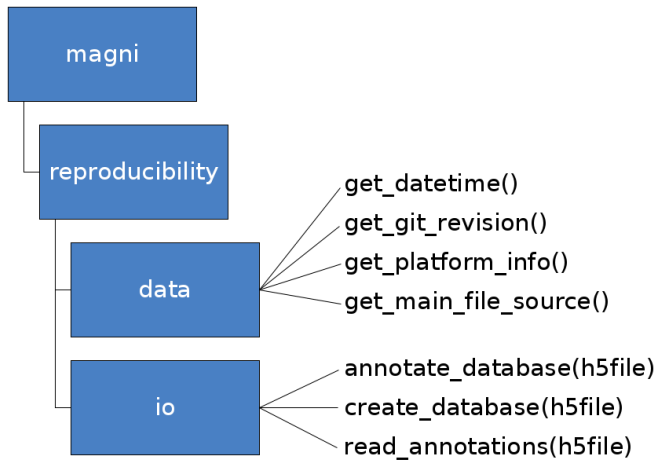 magni
reproducibility
data
get_datetime()
get_git_revision()
get_platform_info()
get_main_file_source()
io
annotate_database(h5file)
create_database(h5file)
read_annotations(h5file)